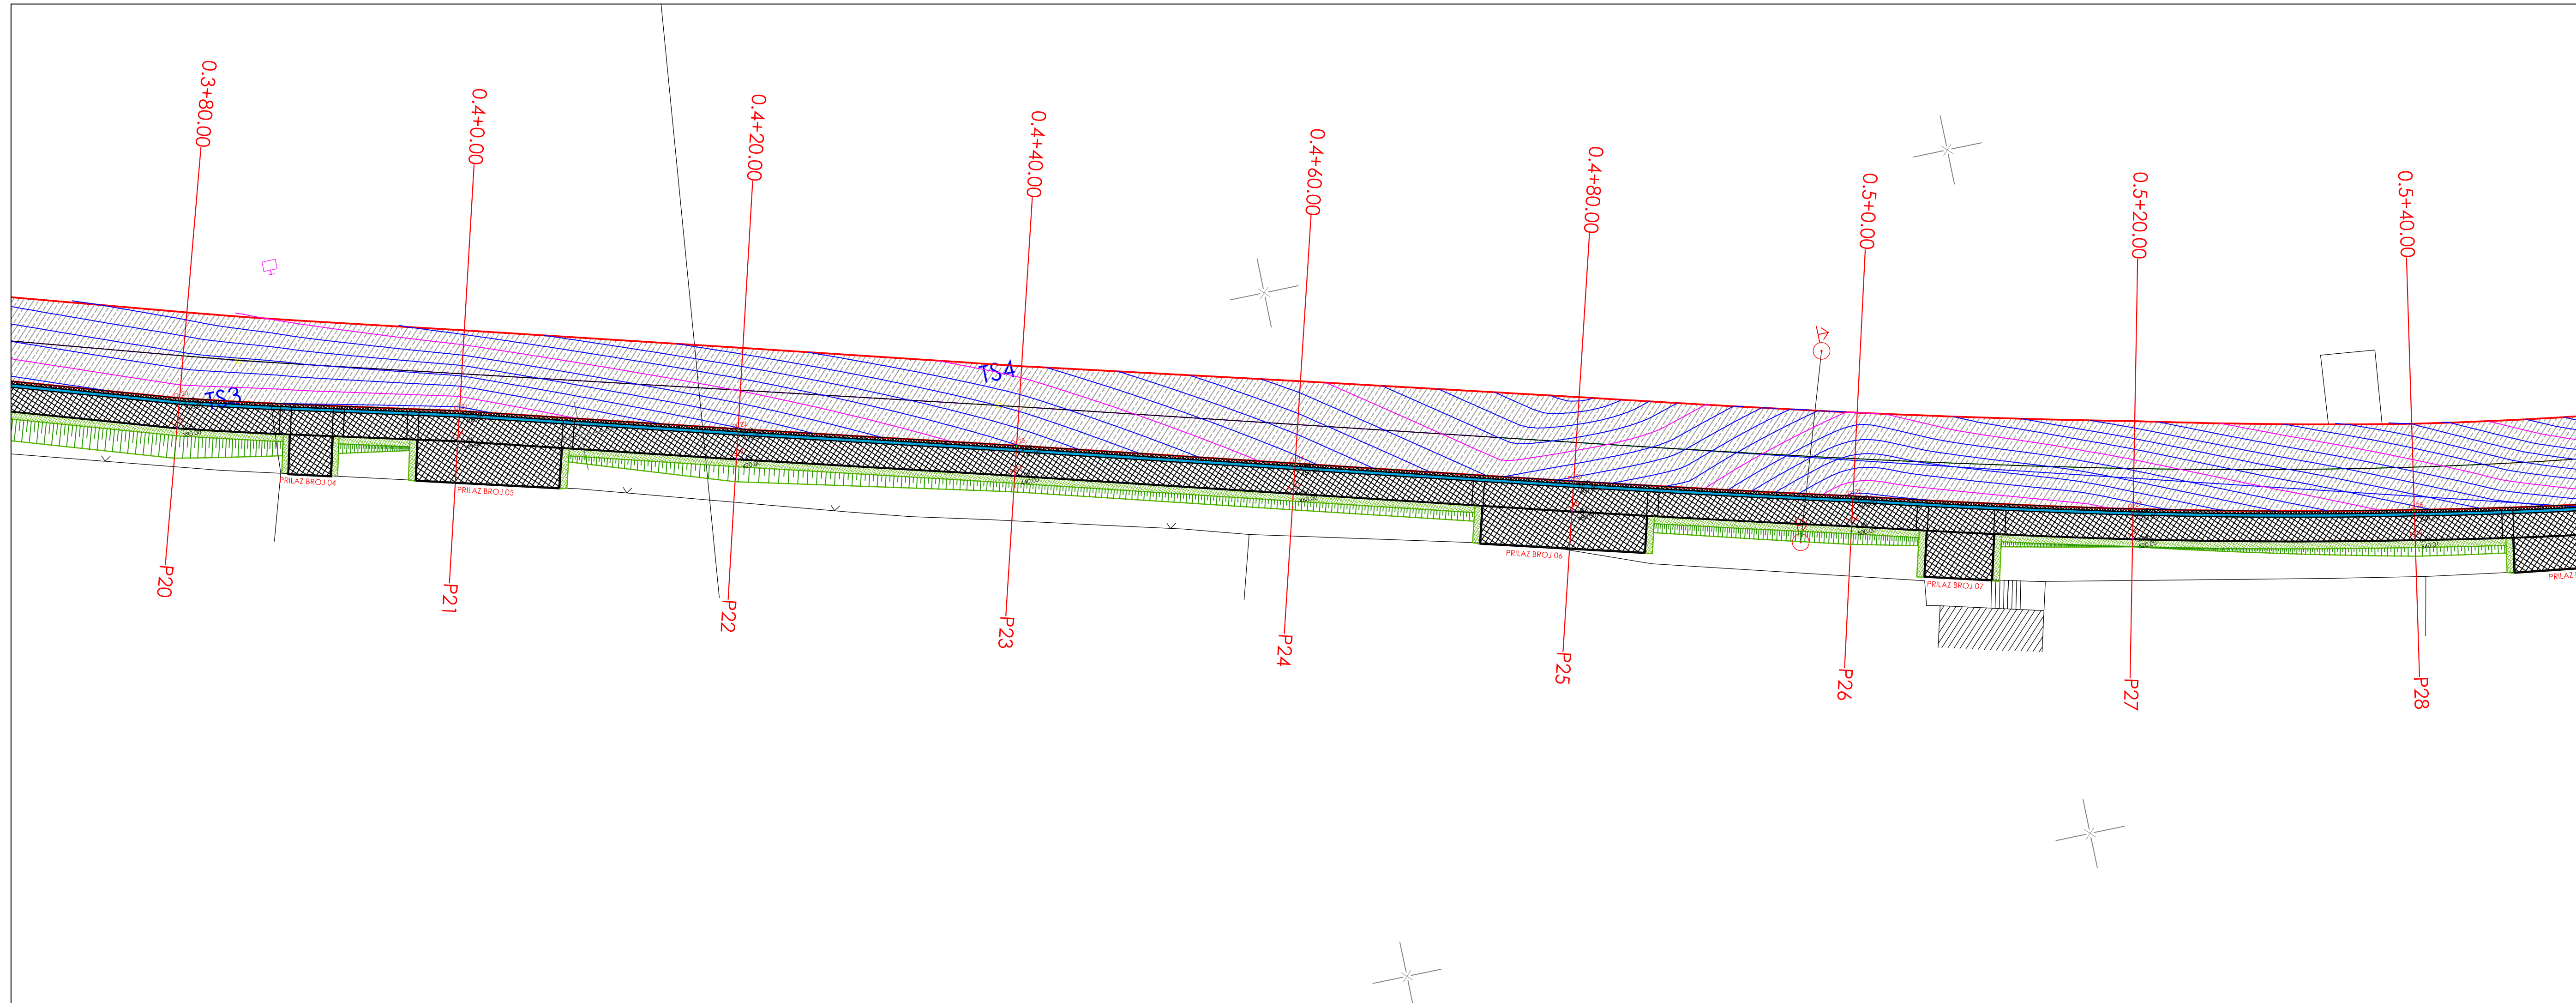 0.3+80.00
0.4+0.00
0.4+20.00
0.4+40.00
0.4+60.00
0.4+80.00
0.5+0.00
0.5+20.00
0.5+40.00
TS3
TS4
PRILAZ BROJ 04
PRILAZ BROJ 05
PRILAZ BROJ 06
PRILAZ BROJ 07
PRILAZ
P20
P21
P22
P23
P24
P25
P26
P27
P28